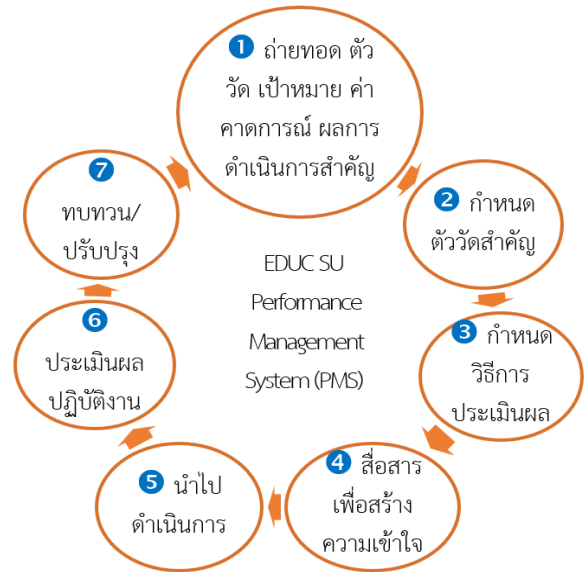 ❶ ถ่ายทอด ตัว
วัด เป้าหมาย ค่า
คาดการณ์ ผลการ
ดำเนินการสำคัญ
❷ กำหนด
ตัววัดสำคัญ
❸ กำหนด
วิธีการ
ประเมินผล
❹ สื่อสาร
เพื่อสร้าง
ความเข้าใจ
❺ นำไป
ดำเนินการ
❻
ประเมินผล
ปฏิบัติงาน
❼
ทบทวน/
ปรับปรุง
EDUC SU
Performance
Management
System (PMS)